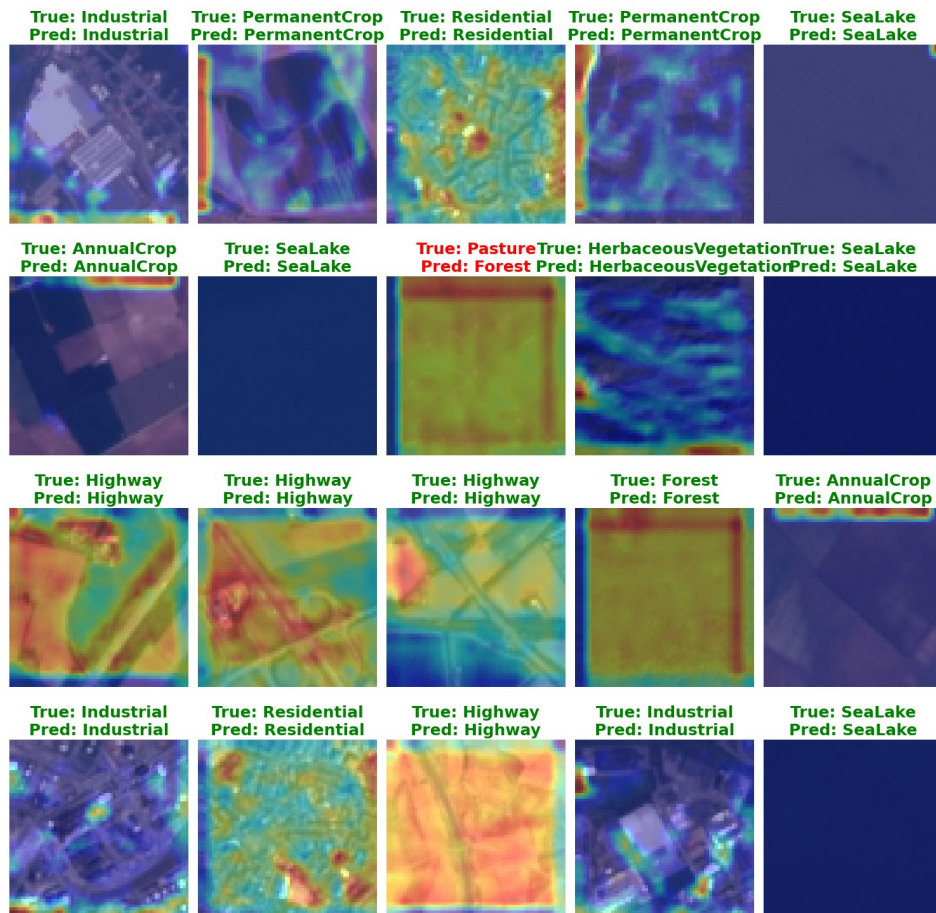 True: Industrial
Pred: Industrial
True: PermanentCrop
Pred: PermanentCrop
True: Residential
Pred: Residential
True: PermanentCrop
Pred: PermanentCrop
True: SeaLake
Pred: SeaLake
True: AnnualCrop
Pred: AnnualCrop
True: SeaLake
Pred: SeaLake
True: Pasture
Pred: Forest
True: HerbaceousVegetation
Pred: HerbaceousVegetation
True: SeaLake
Pred: SeaLake
True: Highway
Pred: Highway
True: Highway
Pred: Highway
True: Highway
Pred: Highway
True: Forest
Pred: Forest
True: AnnualCrop
Pred: AnnualCrop
True: Industrial
Pred: Industrial
True: Residential
Pred: Residential
True: Highway
Pred: Highway
True: Industrial
Pred: Industrial
True: SeaLake
Pred: SeaLake